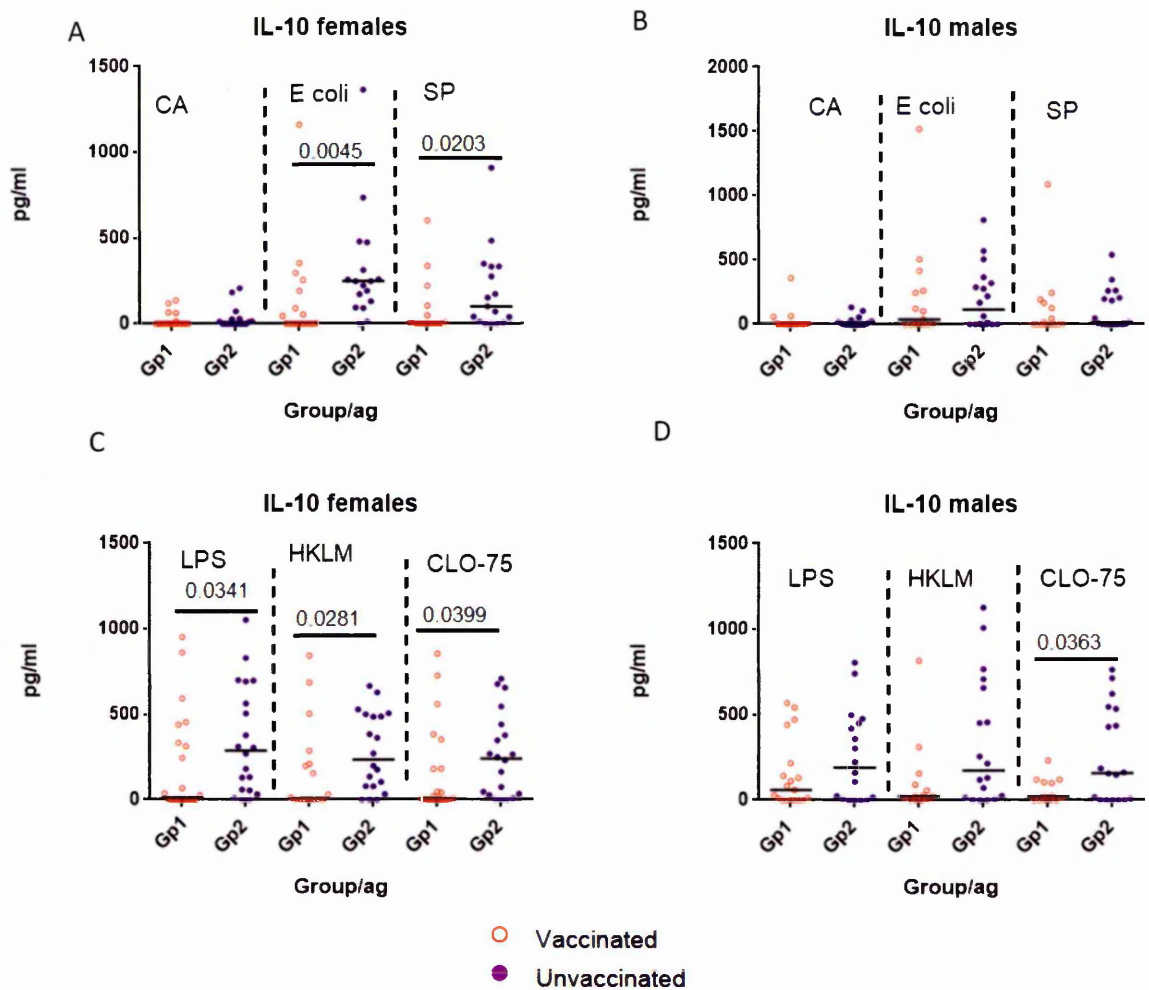 A
IL-10 females
1500
1000
500
0
pg/ml
CA
E coli
SP
0.0045
0.0203
Gp1
Gp2
Gp1
Gp2
Gp1
Gp2
Group/ag
B
IL-10 males
2000
1500
1000
500
0
pg/ml
CA
E coli
SP
Gp1
Gp2
Gp1
Gp2
Gp1
Gp2
Group/ag
C
IL-10 females
1500
1000
500
0
pg/ml
LPS
HKLM
CLO-75
0.0341
0.0281
0.0399
Gp1
Gp2
Gp1
Gp2
Gp1
Gp2
Group/ag
D
IL-10 males
1500
1000
500
0
pg/ml
LPS
HKLM
CLO-75
0.0363
Gp1
Gp2
Gp1
Gp2
Gp1
Gp2
Group/ag
Vaccinated
Unvaccinated